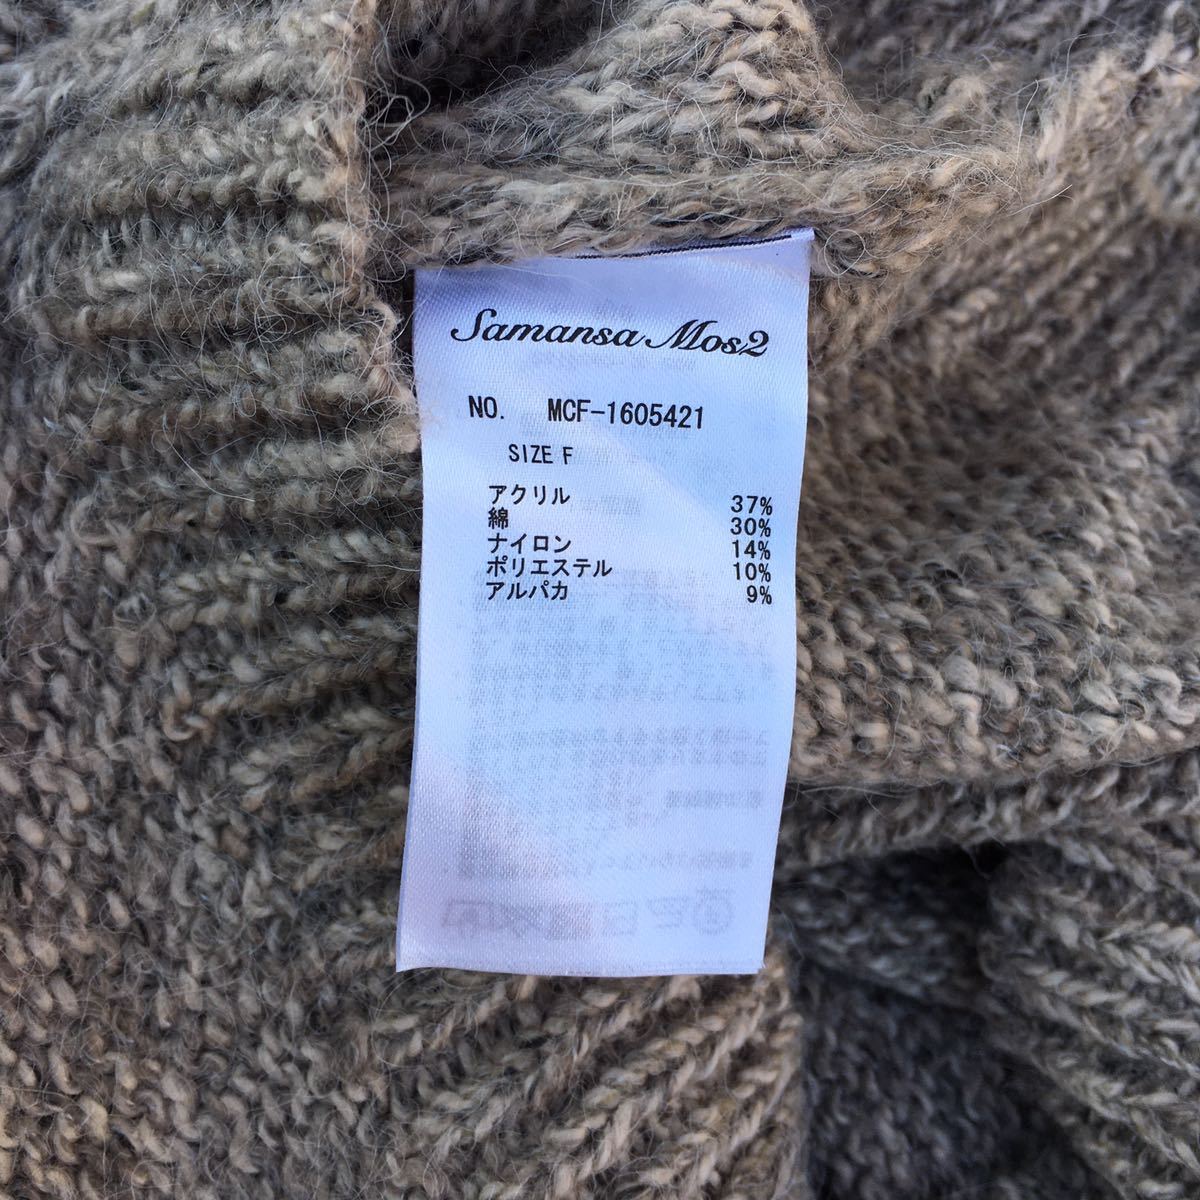 Samansa Mos2
NO. MCF-1605421
SIZE F
アクリル 37%
綿 30%
ナイロン 14%
ポリエステル 10%
アルパカ 9%